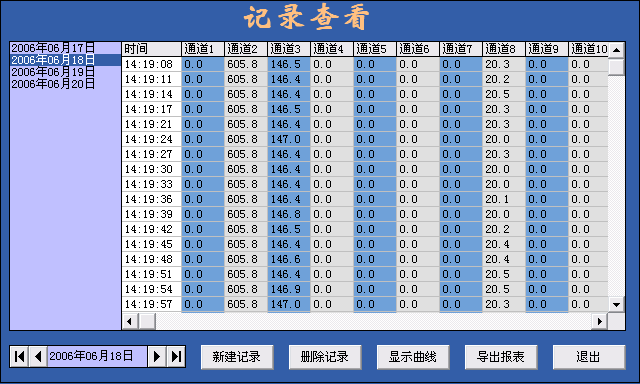 记录查看
2006年06月17日
2006年06月18日
2006年06月19日
2006年06月20日
时间 通道1 通道2 通道3 通道4 通道5 通道6 通道7 通道8 通道9 通道10
14:19:08 0.0 605.8 146.5 0.0 0.0 0.0 0.0 20.3 0.0 0.0
14:19:11 0.0 605.8 146.4 0.0 0.0 0.0 0.0 20.2 0.0 0.0
14:19:14 0.0 605.8 146.4 0.0 0.0 0.0 0.0 20.5 0.0 0.0
14:19:17 0.0 605.8 146.5 0.0 0.0 0.0 0.0 20.3 0.0 0.0
14:19:21 0.0 605.8 146.4 0.0 0.0 0.0 0.0 20.3 0.0 0.0
14:19:24 0.0 605.8 147.0 0.0 0.0 0.0 0.0 20.0 0.0 0.0
14:19:27 0.0 605.8 146.4 0.0 0.0 0.0 0.0 20.3 0.0 0.0
14:19:30 0.0 605.8 146.4 0.0 0.0 0.0 0.0 20.0 0.0 0.0
14:19:33 0.0 605.8 146.4 0.0 0.0 0.0 0.0 20.5 0.0 0.0
14:19:36 0.0 605.8 146.4 0.0 0.0 0.0 0.0 20.1 0.0 0.0
14:19:39 0.0 605.8 146.8 0.0 0.0 0.0 0.0 20.0 0.0 0.0
14:19:42 0.0 605.8 146.5 0.0 0.0 0.0 0.0 20.2 0.0 0.0
14:19:45 0.0 605.8 146.4 0.0 0.0 0.0 0.0 20.4 0.0 0.0
14:19:48 0.0 605.8 146.6 0.0 0.0 0.0 0.0 20.4 0.0 0.0
14:19:51 0.0 605.8 146.4 0.0 0.0 0.0 0.0 20.5 0.0 0.0
14:19:54 0.0 605.8 146.9 0.0 0.0 0.0 0.0 20.5 0.0 0.0
14:19:57 0.0 605.8 147.0 0.0 0.0 0.0 0.0 20.3 0.0 0.0
2006年06月18日 新建记录 删除记录 显示曲线 导出报表 退出